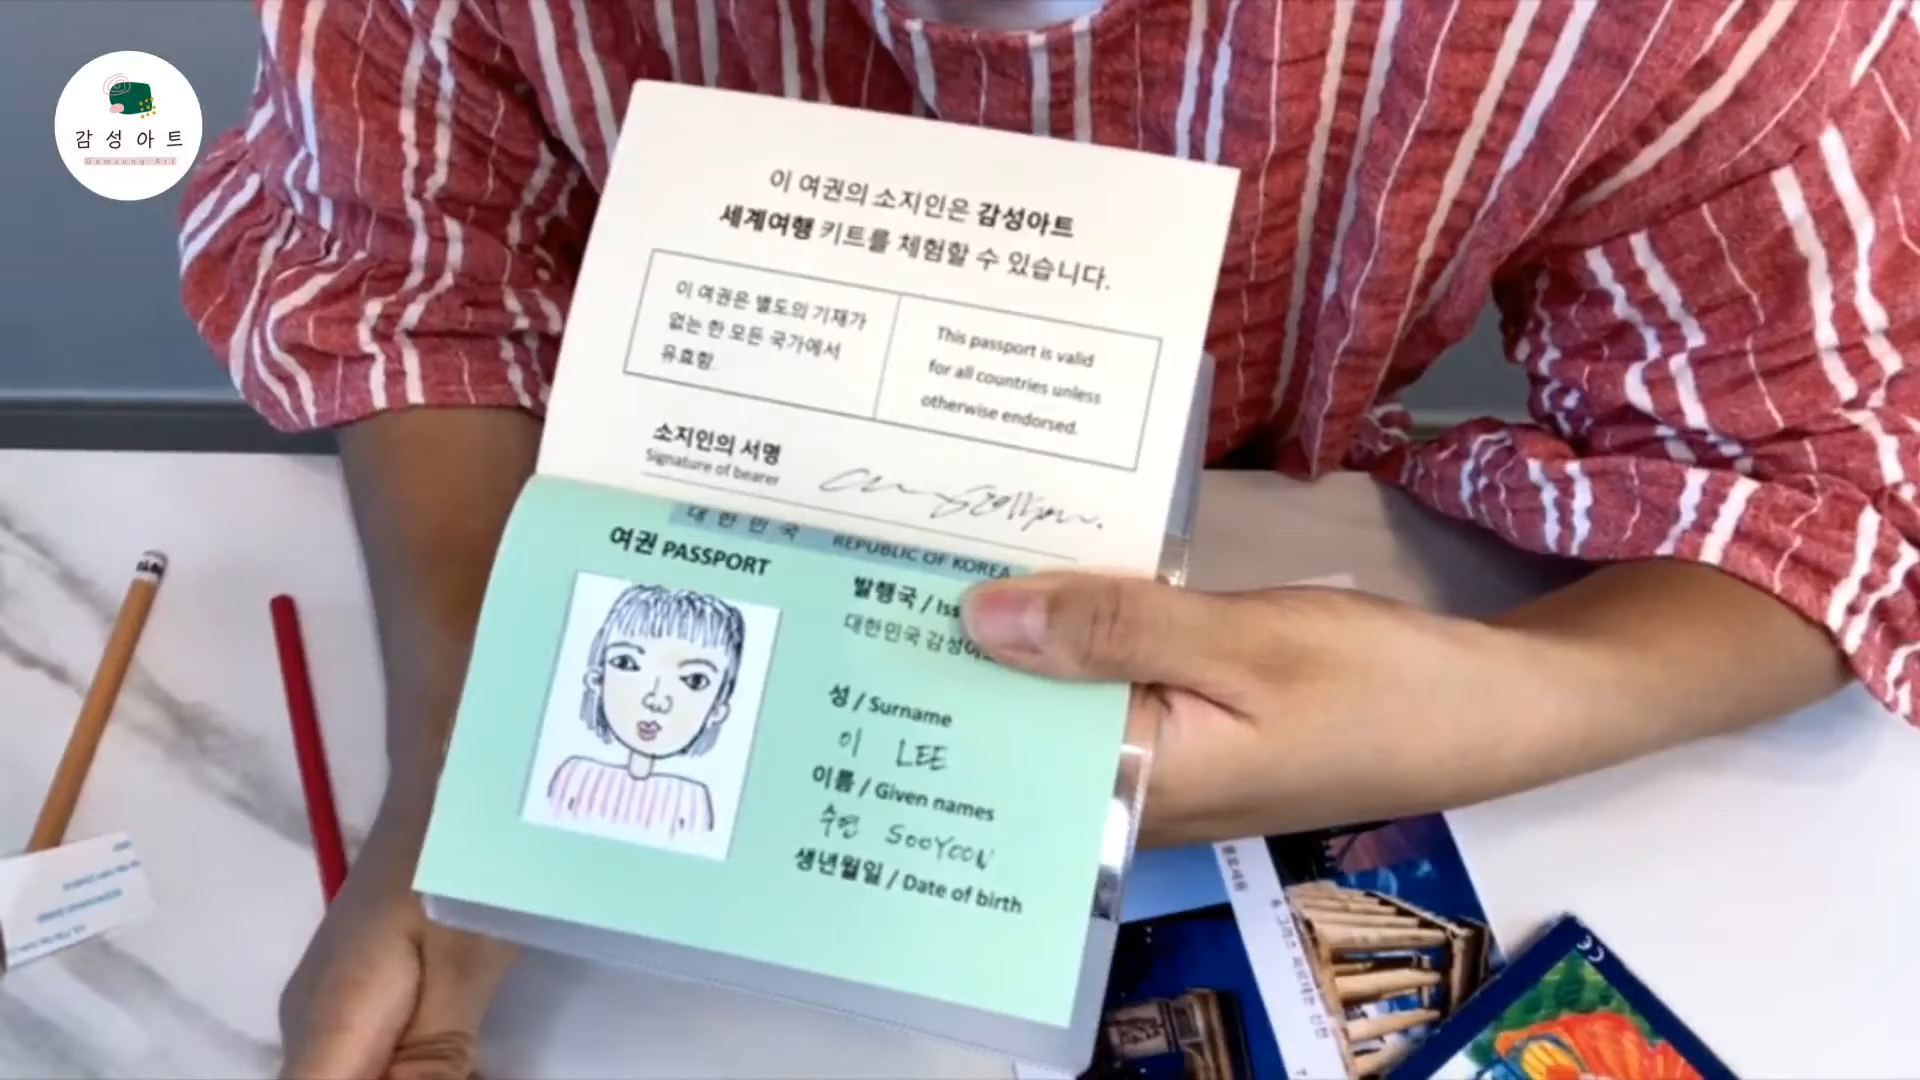 감성아트
Gamsung Art
이 여권의 소지인은 감성아트
세계여행 키트를 체험할 수 있습니다.
이 여권은 별도의 기재가
없는 한 모든 국가에서
유효함.
This passport is valid
for all countries unless
otherwise endorsed.
소지인의 서명
Signature of bearer
대한민국 REPUBLIC OF KOREA
여권 PASSPORT
발행국 / Iss
대한민국 감성아
성 / Surname
이 LEE
이름 / Given names
수연 SOOYOON
생년월일 / Date of birth
CE